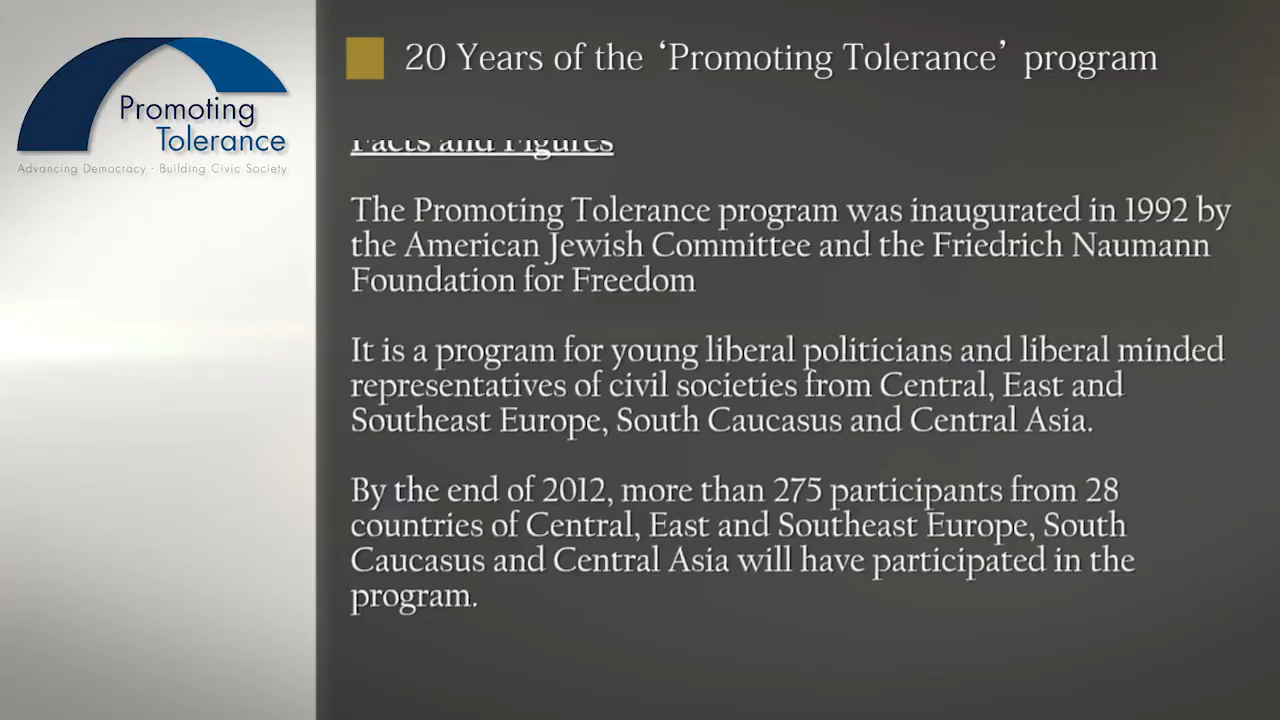 Promoting
Tolerance
Advancing Democracy - Building Civic Society
20 Years of the ‘Promoting Tolerance’ program
Facts and Figures
The Promoting Tolerance program was inaugurated in 1992 by
the American Jewish Committee and the Friedrich Naumann
Foundation for Freedom
It is a program for young liberal politicians and liberal minded
representatives of civil societies from Central, East and
Southeast Europe, South Caucasus and Central Asia.
By the end of 2012, more than 275 participants from 28
countries of Central, East and Southeast Europe, South
Caucasus and Central Asia will have participated in the
program.